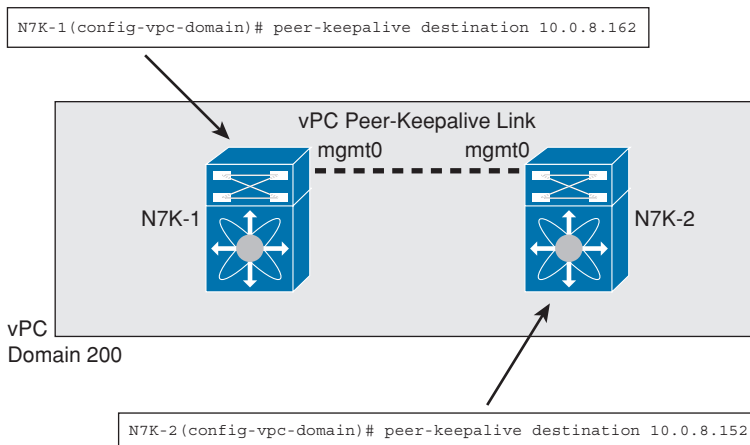 N7K-1(config-vpc-domain)# peer-keepalive destination 10.0.8.162
vPC Peer-Keepalive Link
mgmt0
mgmt0
N7K-1
N7K-2
vPC
Domain 200
N7K-2(config-vpc-domain)# peer-keepalive destination 10.0.8.152